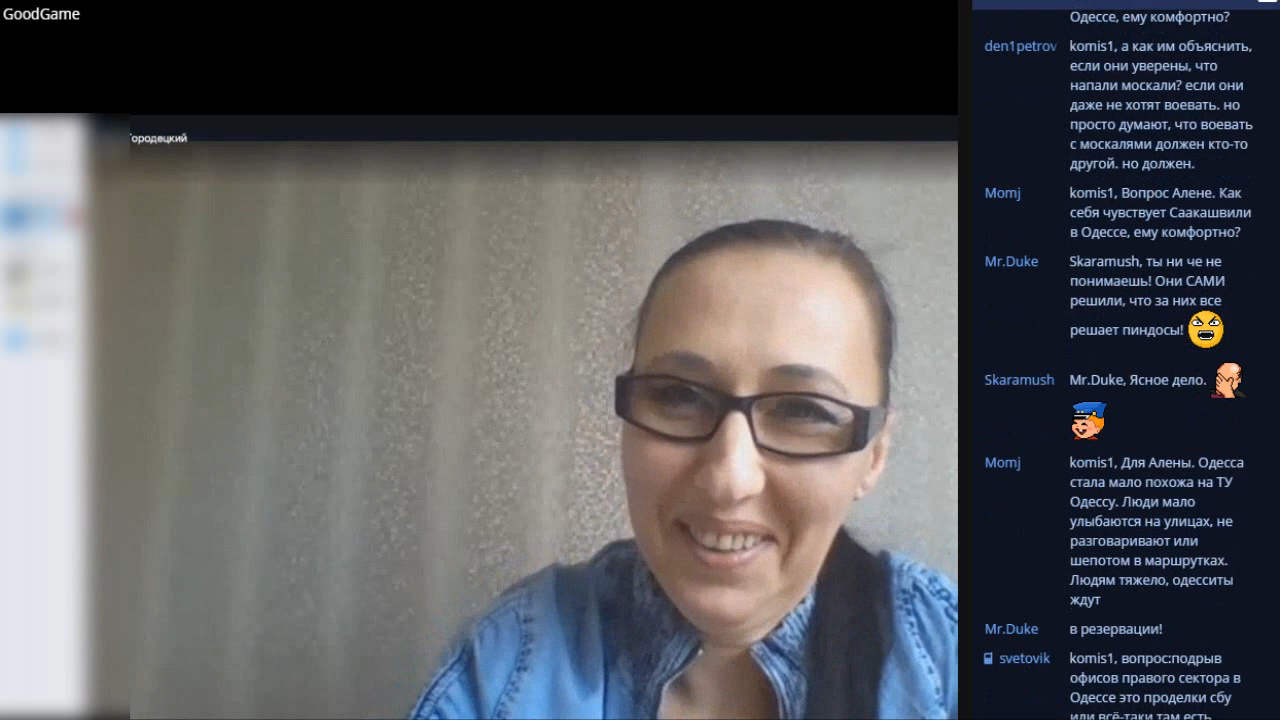 GoodGame
Городецкий
Одессе, ему комфортно?
den1petrov komis1, а как им объяснить,
если они уверены, что
напали москали? если они
даже не хотят воевать. но
просто думают, что воевать
с москалями должен кто-то
другой. но должен.
Momj komis1, Вопрос Алене. Как
себя чувствует Саакашвили
в Одессе, ему комфортно?
Mr.Duke Skaramush, ты ни че не
понимаешь! Они САМИ
решили, что за них все
решает пиндосы!
Skaramush Mr.Duke, Ясное дело.
Momj komis1, Для Алены. Одесса
стала мало похожа на ТУ
Одессу. Люди мало
улыбаются на улицах, не
разговаривают или
шепотом в маршрутках.
Людям тяжело, одесситы
ждут
Mr.Duke в резервации!
svetovik komis1, вопрос:подрыв
офисов правого сектора в
Одессе это проделки сбу
или всё-таки там есть